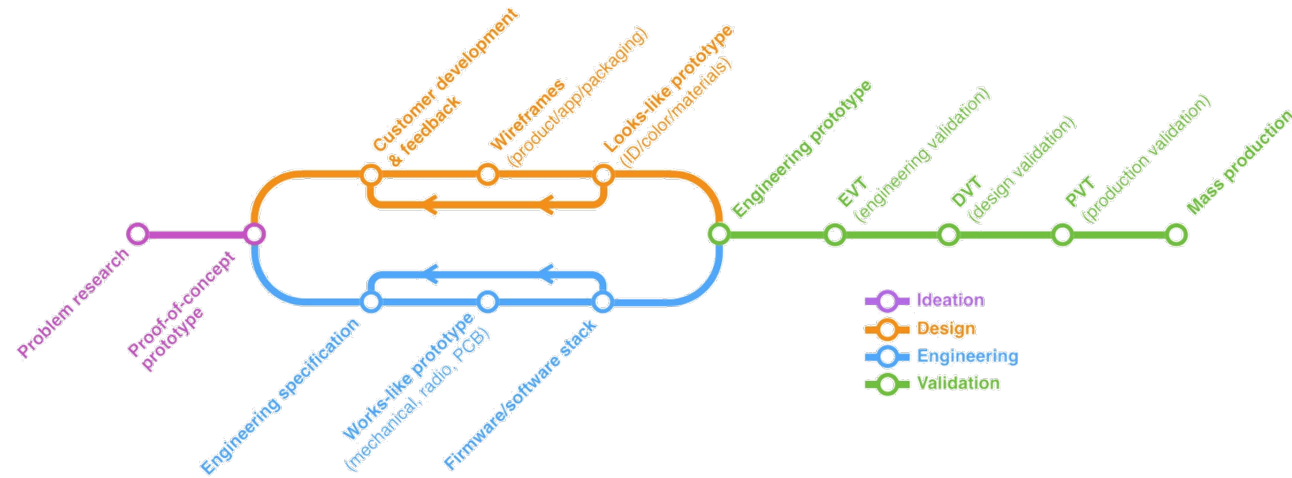 Problem research
Proof-of-concept
prototype
Customer development
& feedback
Wireframes
(product/app/packaging)
Looks-like prototype
(ID/color/materials)
Engineering specification
Works-like prototype
(mechanical, radio, PCB)
Firmware/software stack
Engineering prototype
EVT
(engineering validation)
DVT
(design validation)
PVT
(production validation)
Mass production
Ideation
Design
Engineering
Validation